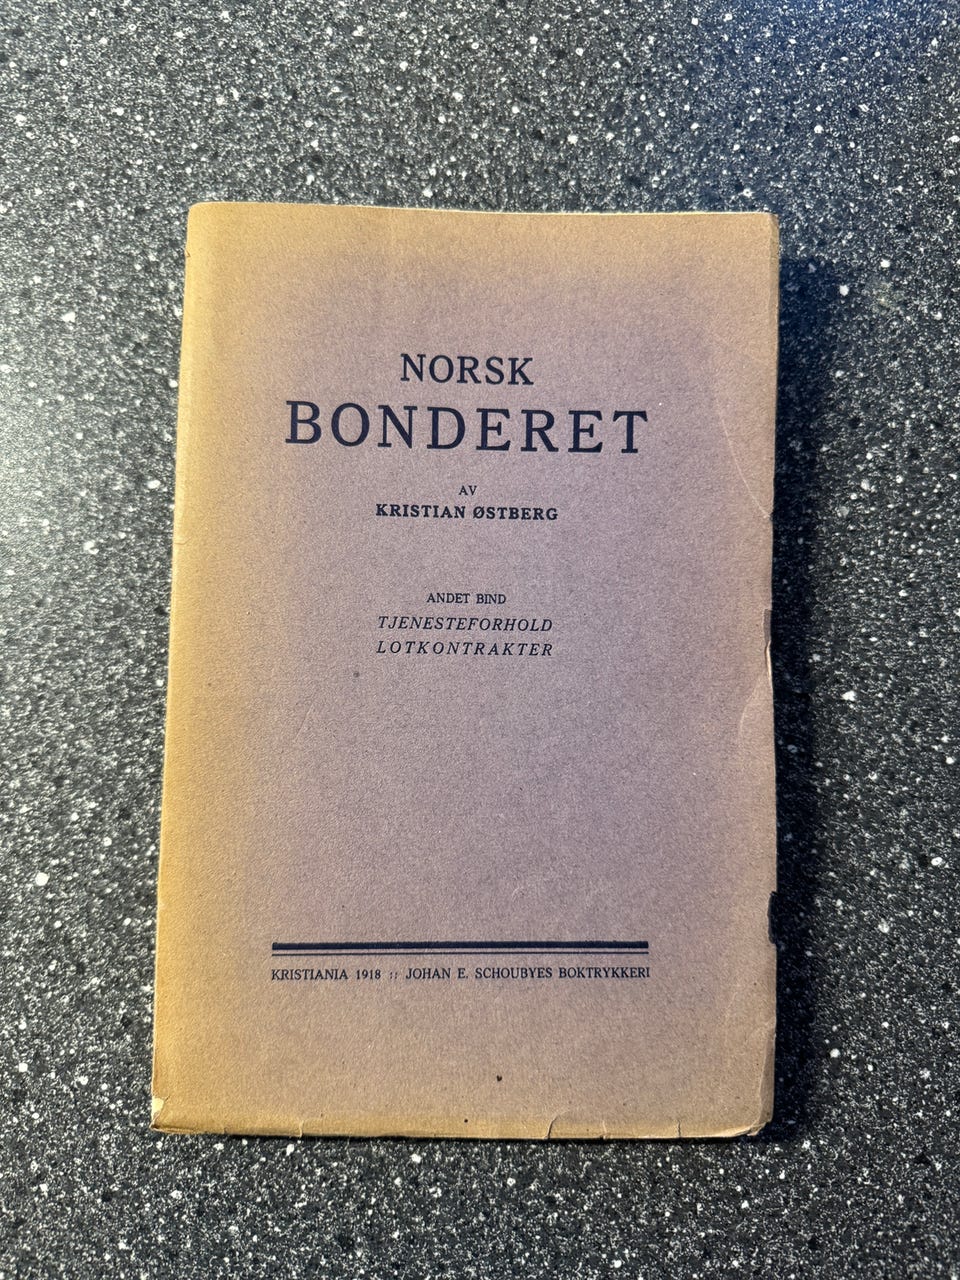 NORSK
BONDERET
AV
KRISTIAN ØSTBERG
ANDET BIND
TJENESTEFORHOLD
LOTKONTRAKTER
KRISTIANIA 1918 :: JOHAN E. SCHOUBYES BOKTRYKKERI